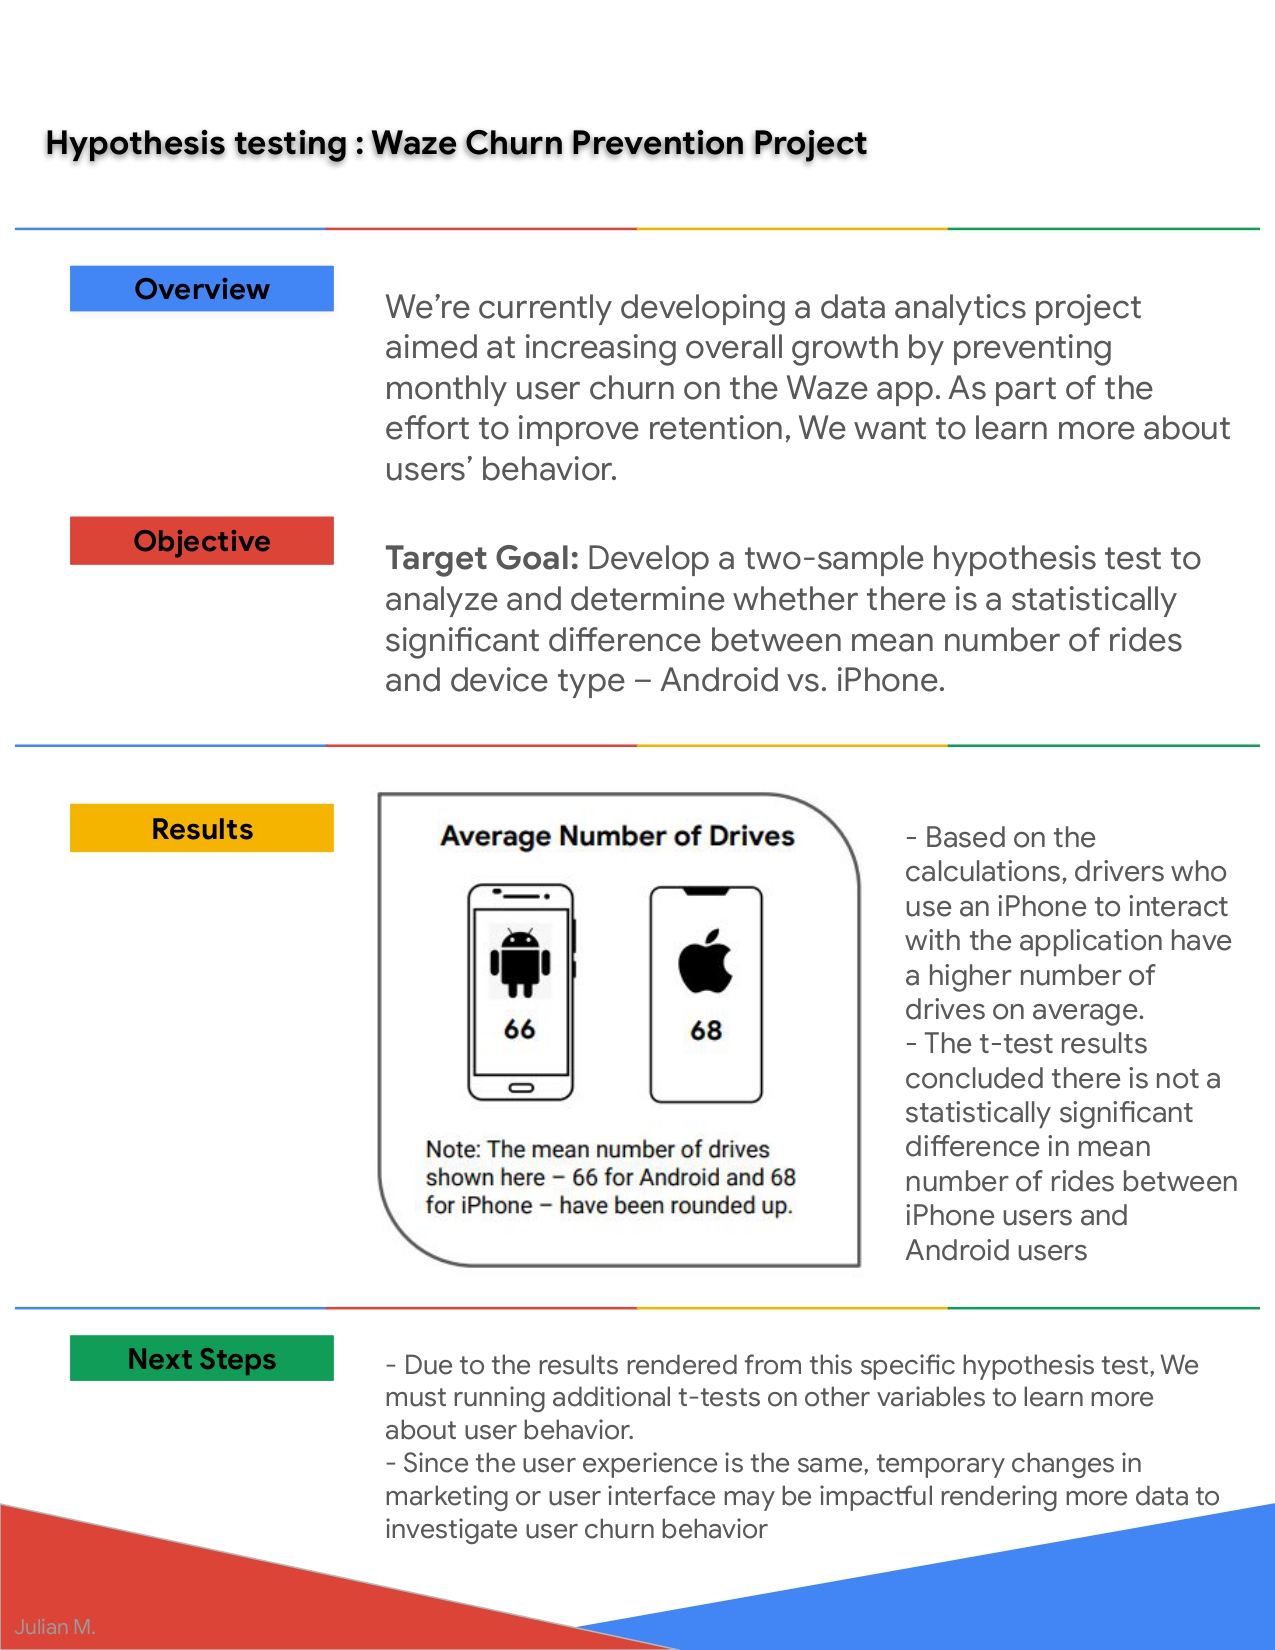 Hypothesis testing : Waze Churn Prevention Project
Overview
We’re currently developing a data analytics project
aimed at increasing overall growth by preventing
monthly user churn on the Waze app. As part of the
effort to improve retention, We want to learn more about
users’ behavior.
Objective
Target Goal: Develop a two-sample hypothesis test to
analyze and determine whether there is a statistically
significant difference between mean number of rides
and device type – Android vs. iPhone.
Results
Average Number of Drives
66
68
Note: The mean number of drives
shown here – 66 for Android and 68
for iPhone – have been rounded up.
- Based on the
calculations, drivers who
use an iPhone to interact
with the application have
a higher number of
drives on average.
- The t-test results
concluded there is not a
statistically significant
difference in mean
number of rides between
iPhone users and
Android users
Next Steps
- Due to the results rendered from this specific hypothesis test, We
must running additional t-tests on other variables to learn more
about user behavior.
- Since the user experience is the same, temporary changes in
marketing or user interface may be impactful rendering more data to
investigate user churn behavior
Julian M.